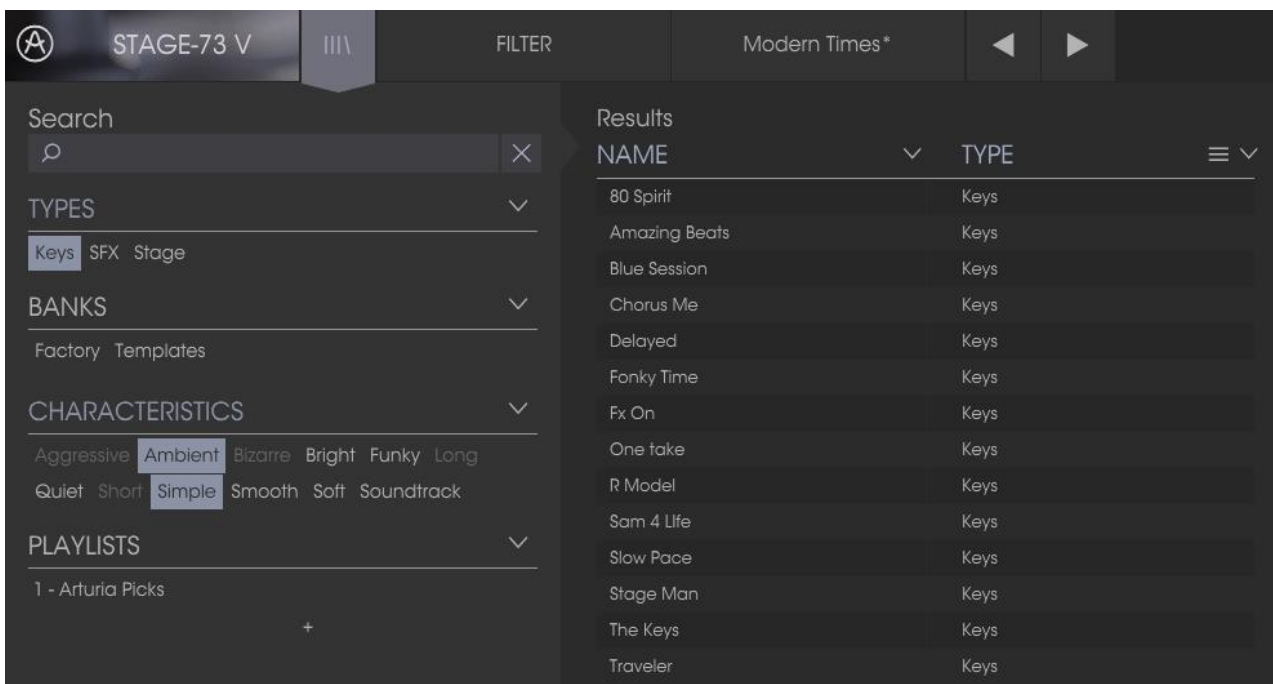 STAGE-73 V FILTER Modern Times*
Search
TYPES
Keys SFX Stage
BANKS
Factory Templates
CHARACTERISTICS
Aggressive Ambient Bizarre Bright Funky Long
Quiet Short Simple Smooth Soft Soundtrack
PLAYLISTS
1 - Arturia Picks
+
Results
NAME TYPE
80 Spirit Keys
Amazing Beats Keys
Blue Session Keys
Chorus Me Keys
Delayed Keys
Fonky Time Keys
Fx On Keys
One take Keys
R Model Keys
Sam 4 LIfe Keys
Slow Pace Keys
Stage Man Keys
The Keys Keys
Traveler Keys